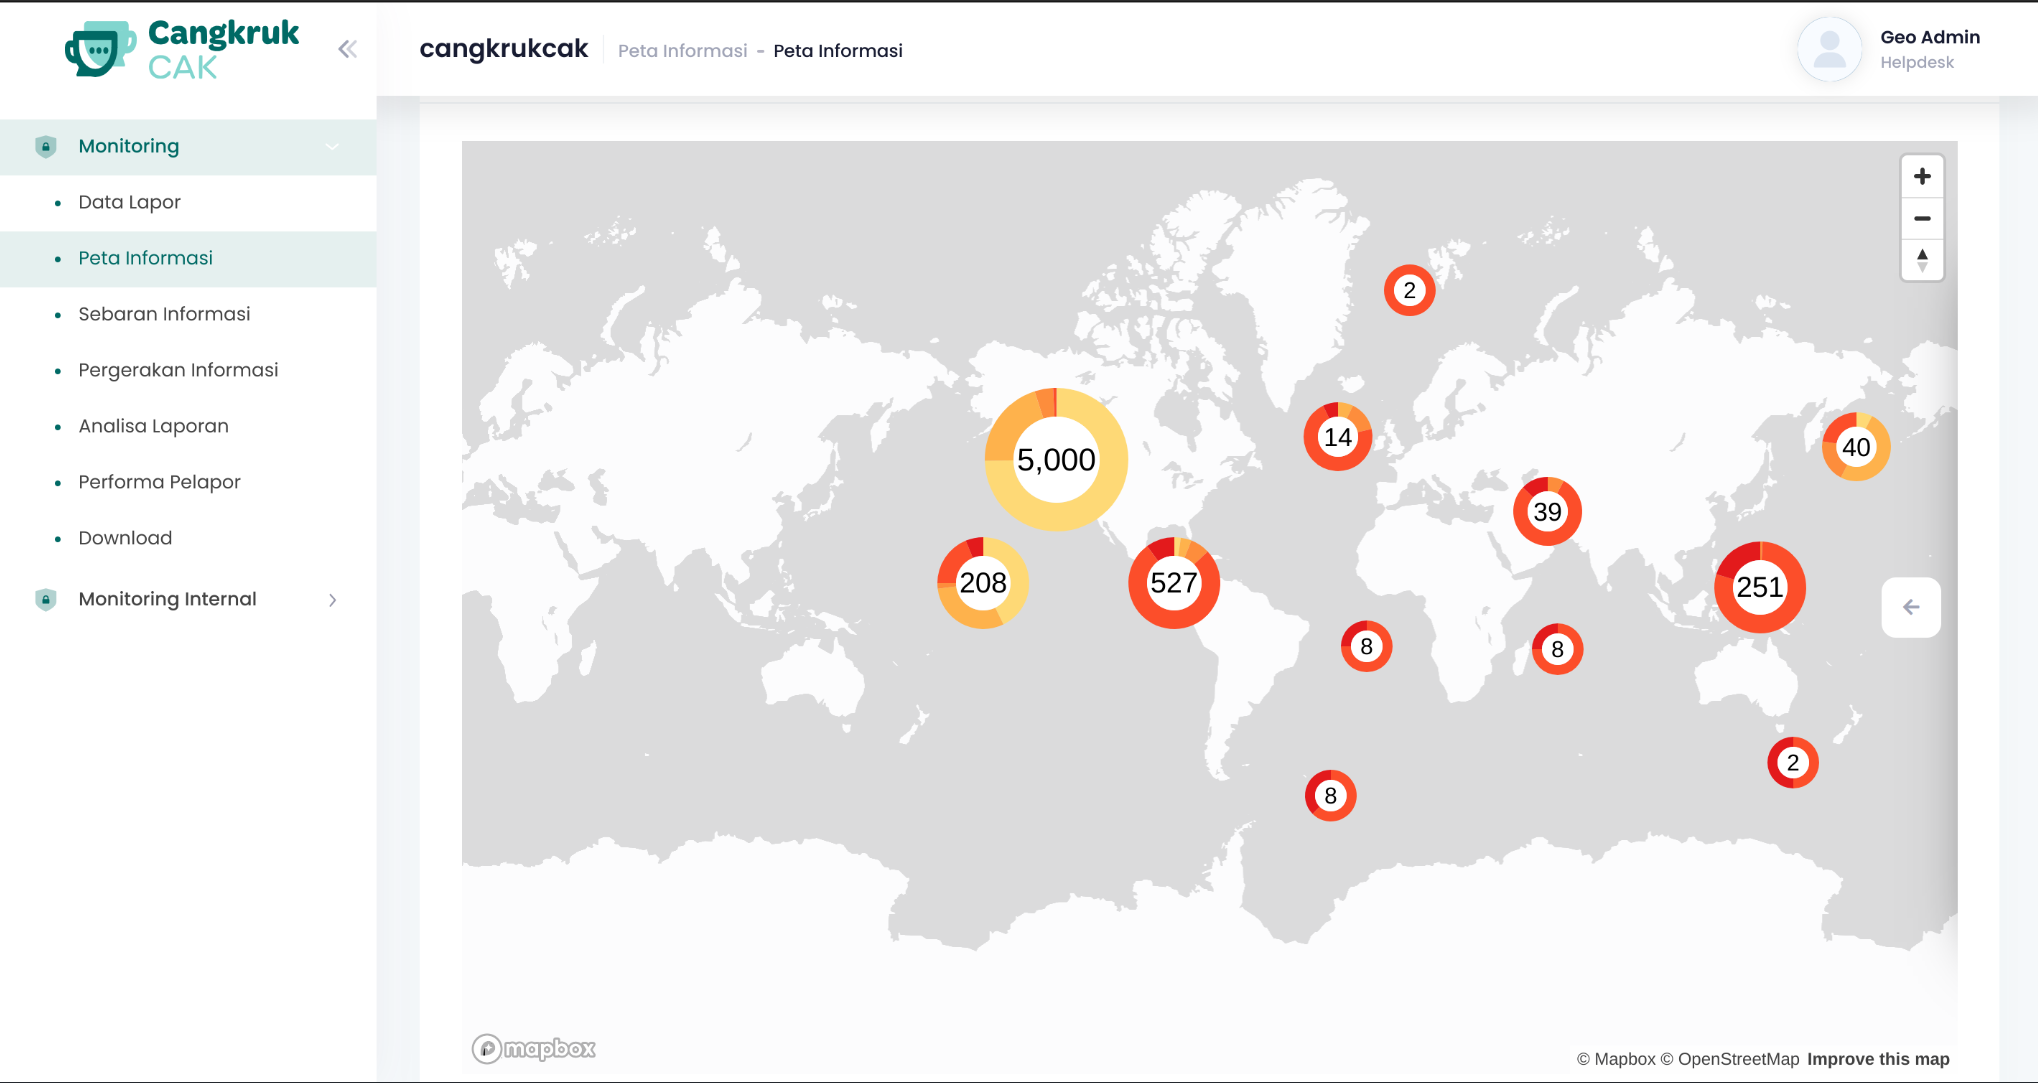 Cangkruk
CAK
cangkrukcak
Peta Informasi - Peta Informasi
Geo Admin
Helpdesk
Monitoring
Data Lapor
Peta Informasi
Sebaran Informasi
Pergerakan Informasi
Analisa Laporan
Performa Pelapor
Download
Monitoring Internal
2
14
40
5,000
39
208
527
251
8
8
2
8
mapbox
© Mapbox © OpenStreetMap Improve this map